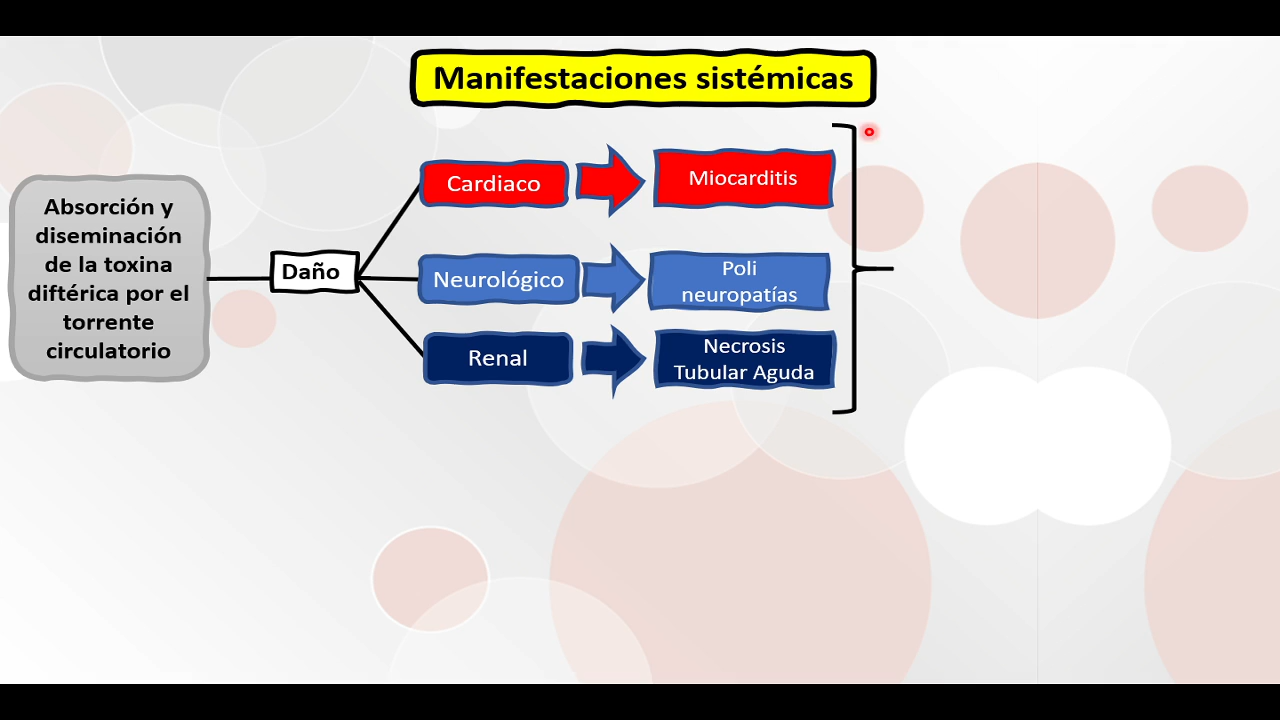 Manifestaciones sistémicas
Absorción y
diseminación
de la toxina
diftérica por el
torrente
circulatorio
Daño
Cardiaco
Miocarditis
Neurológico
Poli
neuropatías
Renal
Necrosis
Tubular Aguda